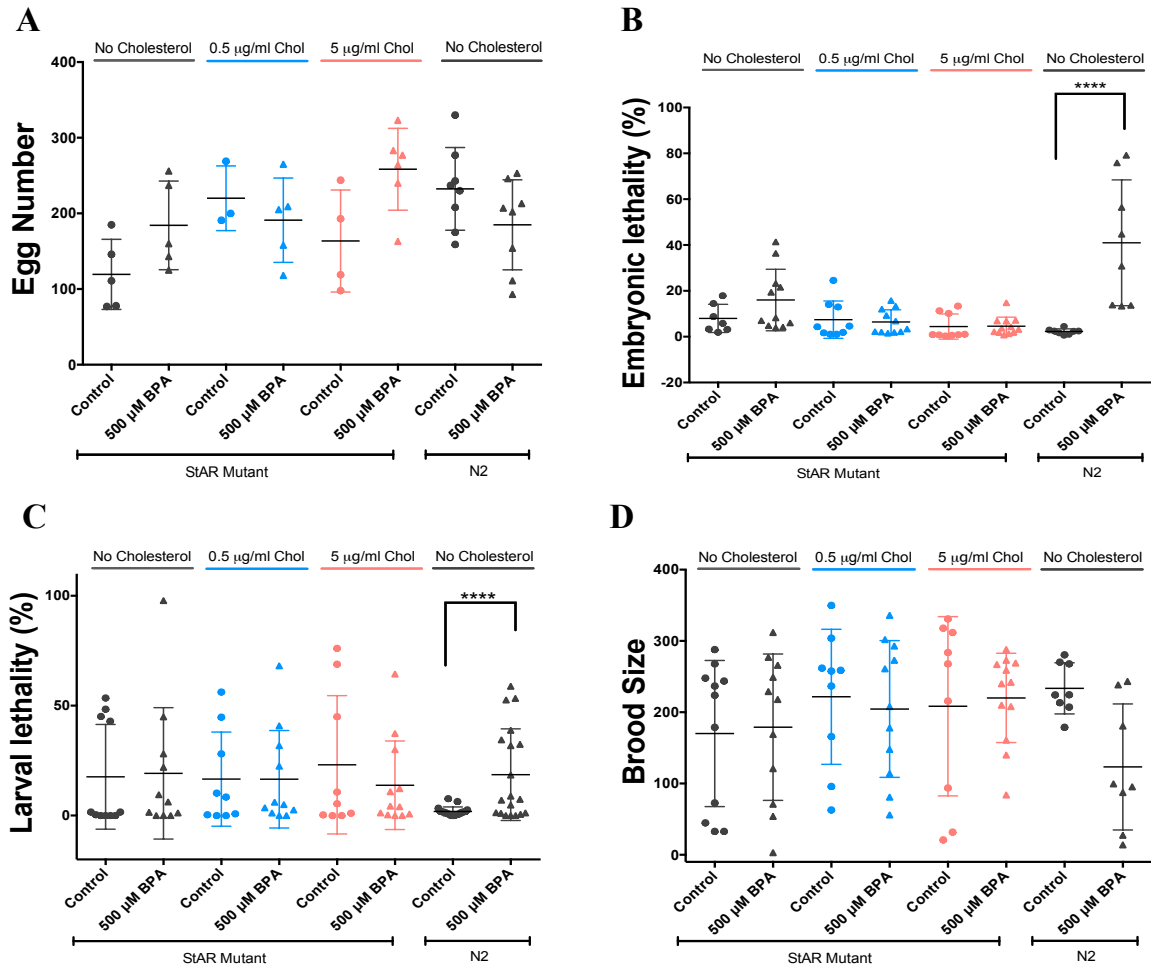 A
No Cholesterol 0.5 µg/ml Chol 5 µg/ml Chol No Cholesterol
Egg Number
400
300
200
100
0
Control 500 µM BPA Control 500 µM BPA Control 500 µM BPA Control 500 µM BPA
StAR Mutant N2
B
No Cholesterol 0.5 µg/ml Chol 5 µg/ml Chol No Cholesterol
Embryonic lethality (%)
100
80
60
40
20
0
-20
****
Control 500 µM BPA Control 500 µM BPA Control 500 µM BPA Control 500 µM BPA
StAR Mutant N2
C
No Cholesterol 0.5 µg/ml Chol 5 µg/ml Chol No Cholesterol
Larval lethality (%)
100
50
0
****
Control 500 µM BPA Control 500 µM BPA Control 500 µM BPA Control 500 µM BPA
StAR Mutant N2
D
No Cholesterol 0.5 µg/ml Chol 5 µg/ml Chol No Cholesterol
Brood Size
400
300
200
100
0
Control 500 µM BPA Control 500 µM BPA Control 500 µM BPA Control 500 µM BPA
StAR Mutant N2